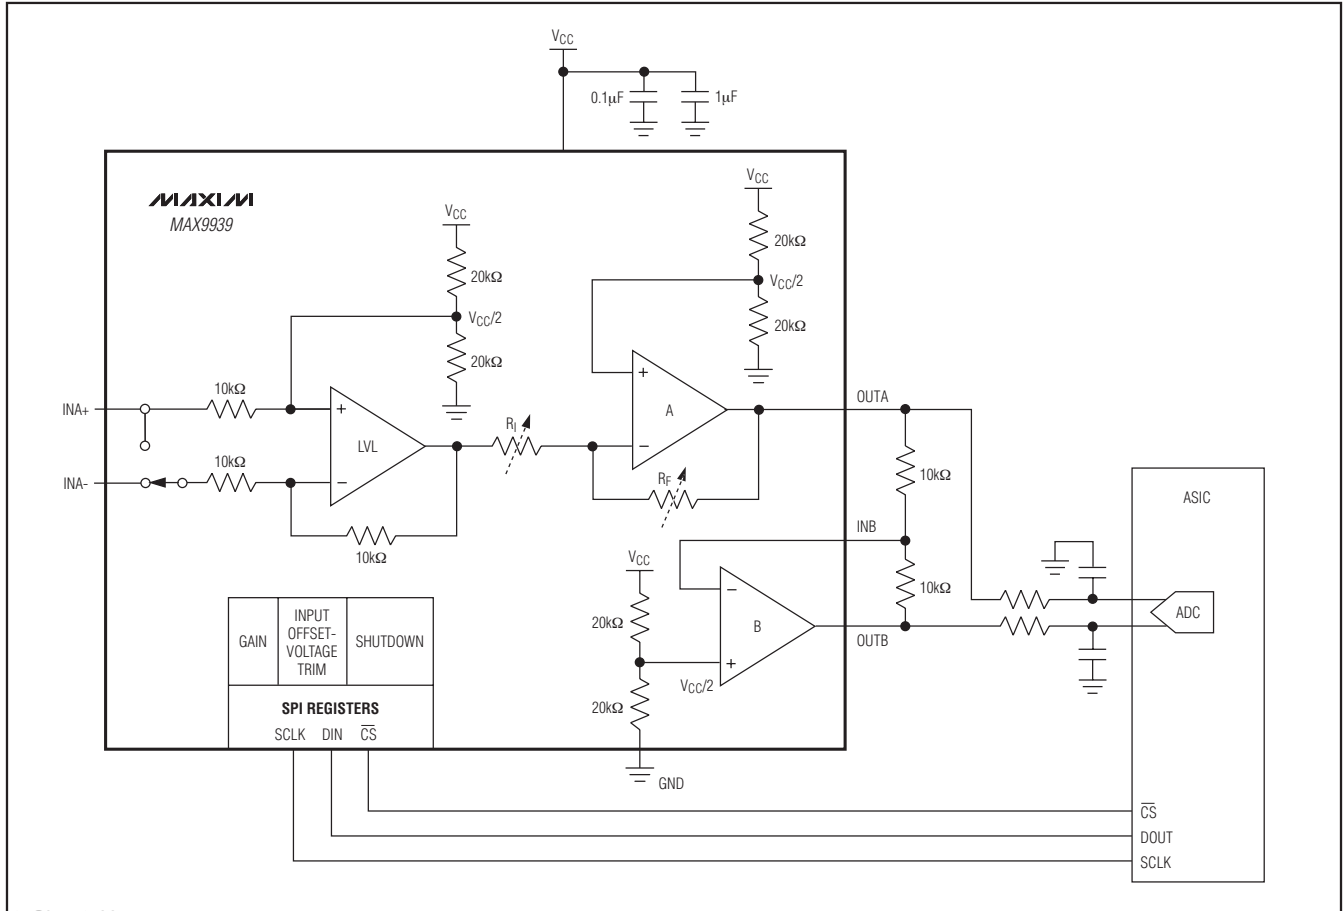 VCC
0.1µF
1µF
MAXIM
MAX9939
VCC
20kΩ
VCC/2
20kΩ
VCC
20kΩ
VCC/2
20kΩ
INA+
10kΩ
+
LVL
-
INA-
10kΩ
10kΩ
RI
+
A
-
RF
OUTA
10kΩ
INB
10kΩ
OUTB
VCC
20kΩ
-
B
+
VCC/2
20kΩ
GND
ASIC
ADC
GAIN
INPUT
OFFSET-
VOLTAGE
TRIM
SHUTDOWN
SPI REGISTERS
SCLK DIN CS
CS
DOUT
SCLK